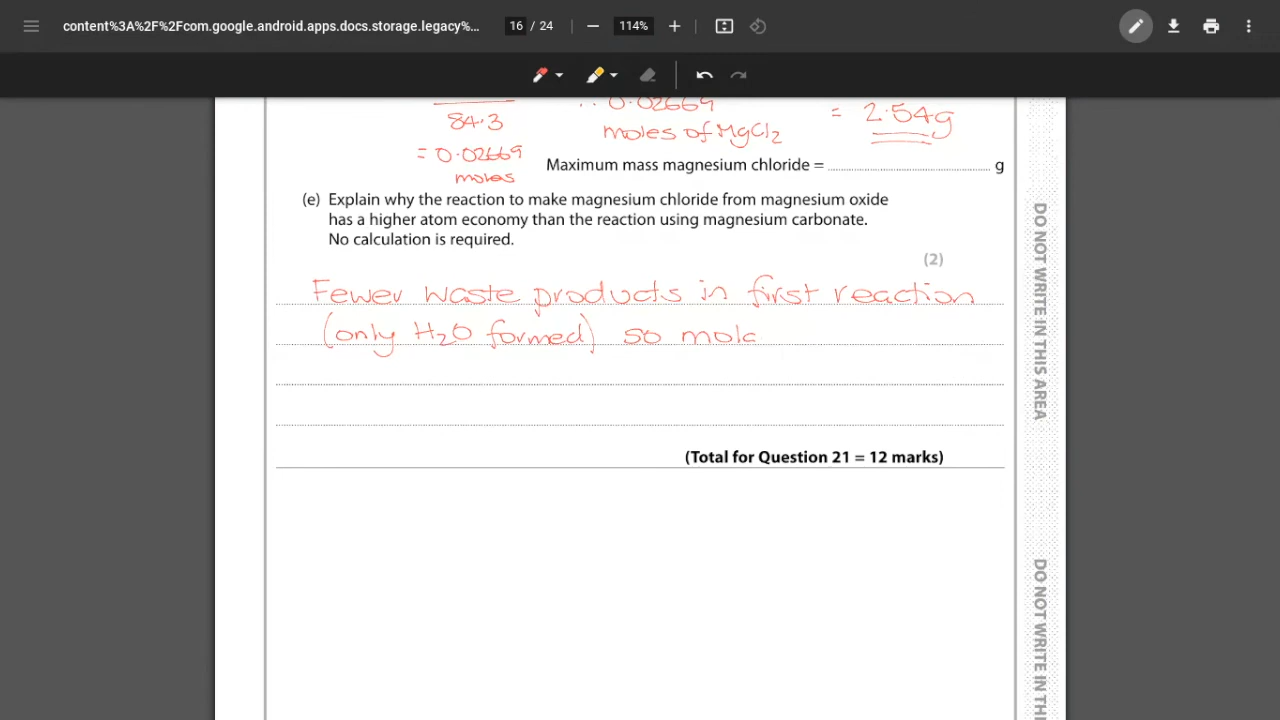 content%3A%2F%2Fcom.google.android.apps.docs.storage.legacy%...
16 / 24
114%
0.02669
84.3
moles of MgCl2
= 2.54g
= 0.02669
moles
Maximum mass magnesium chloride = g
(e) Explain why the reaction to make magnesium chloride from magnesium oxide
has a higher atom economy than the reaction using magnesium carbonate.
No calculation is required.
(2)
Fewer waste products in first reaction
(only H2O formed) so mola
(Total for Question 21 = 12 marks)
DO NOT WRITE IN THIS AREA
DO NOT WRITE IN THI